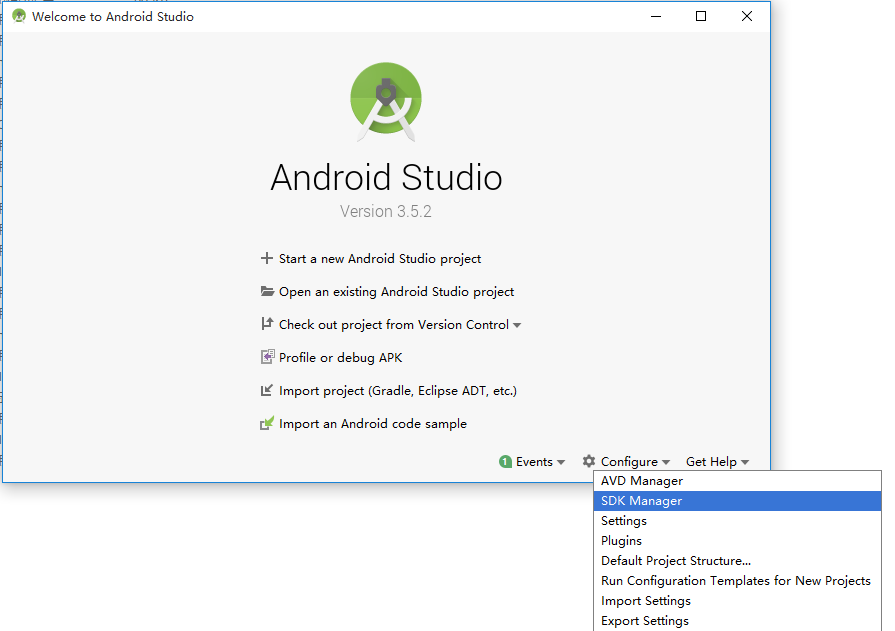 Welcome to Android Studio
Android Studio
Version 3.5.2
Start a new Android Studio project
Open an existing Android Studio project
Check out project from Version Control
Profile or debug APK
Import project (Gradle, Eclipse ADT, etc.)
Import an Android code sample
1 Events Configure Get Help
AVD Manager
SDK Manager
Settings
Plugins
Default Project Structure...
Run Configuration Templates for New Projects
Import Settings
Export Settings